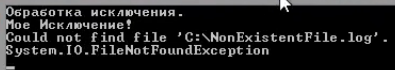 Обработка исключения.
Мое Исключение!
Could not find file 'C:\NonExistentFile.log'.
System.IO.FileNotFoundException